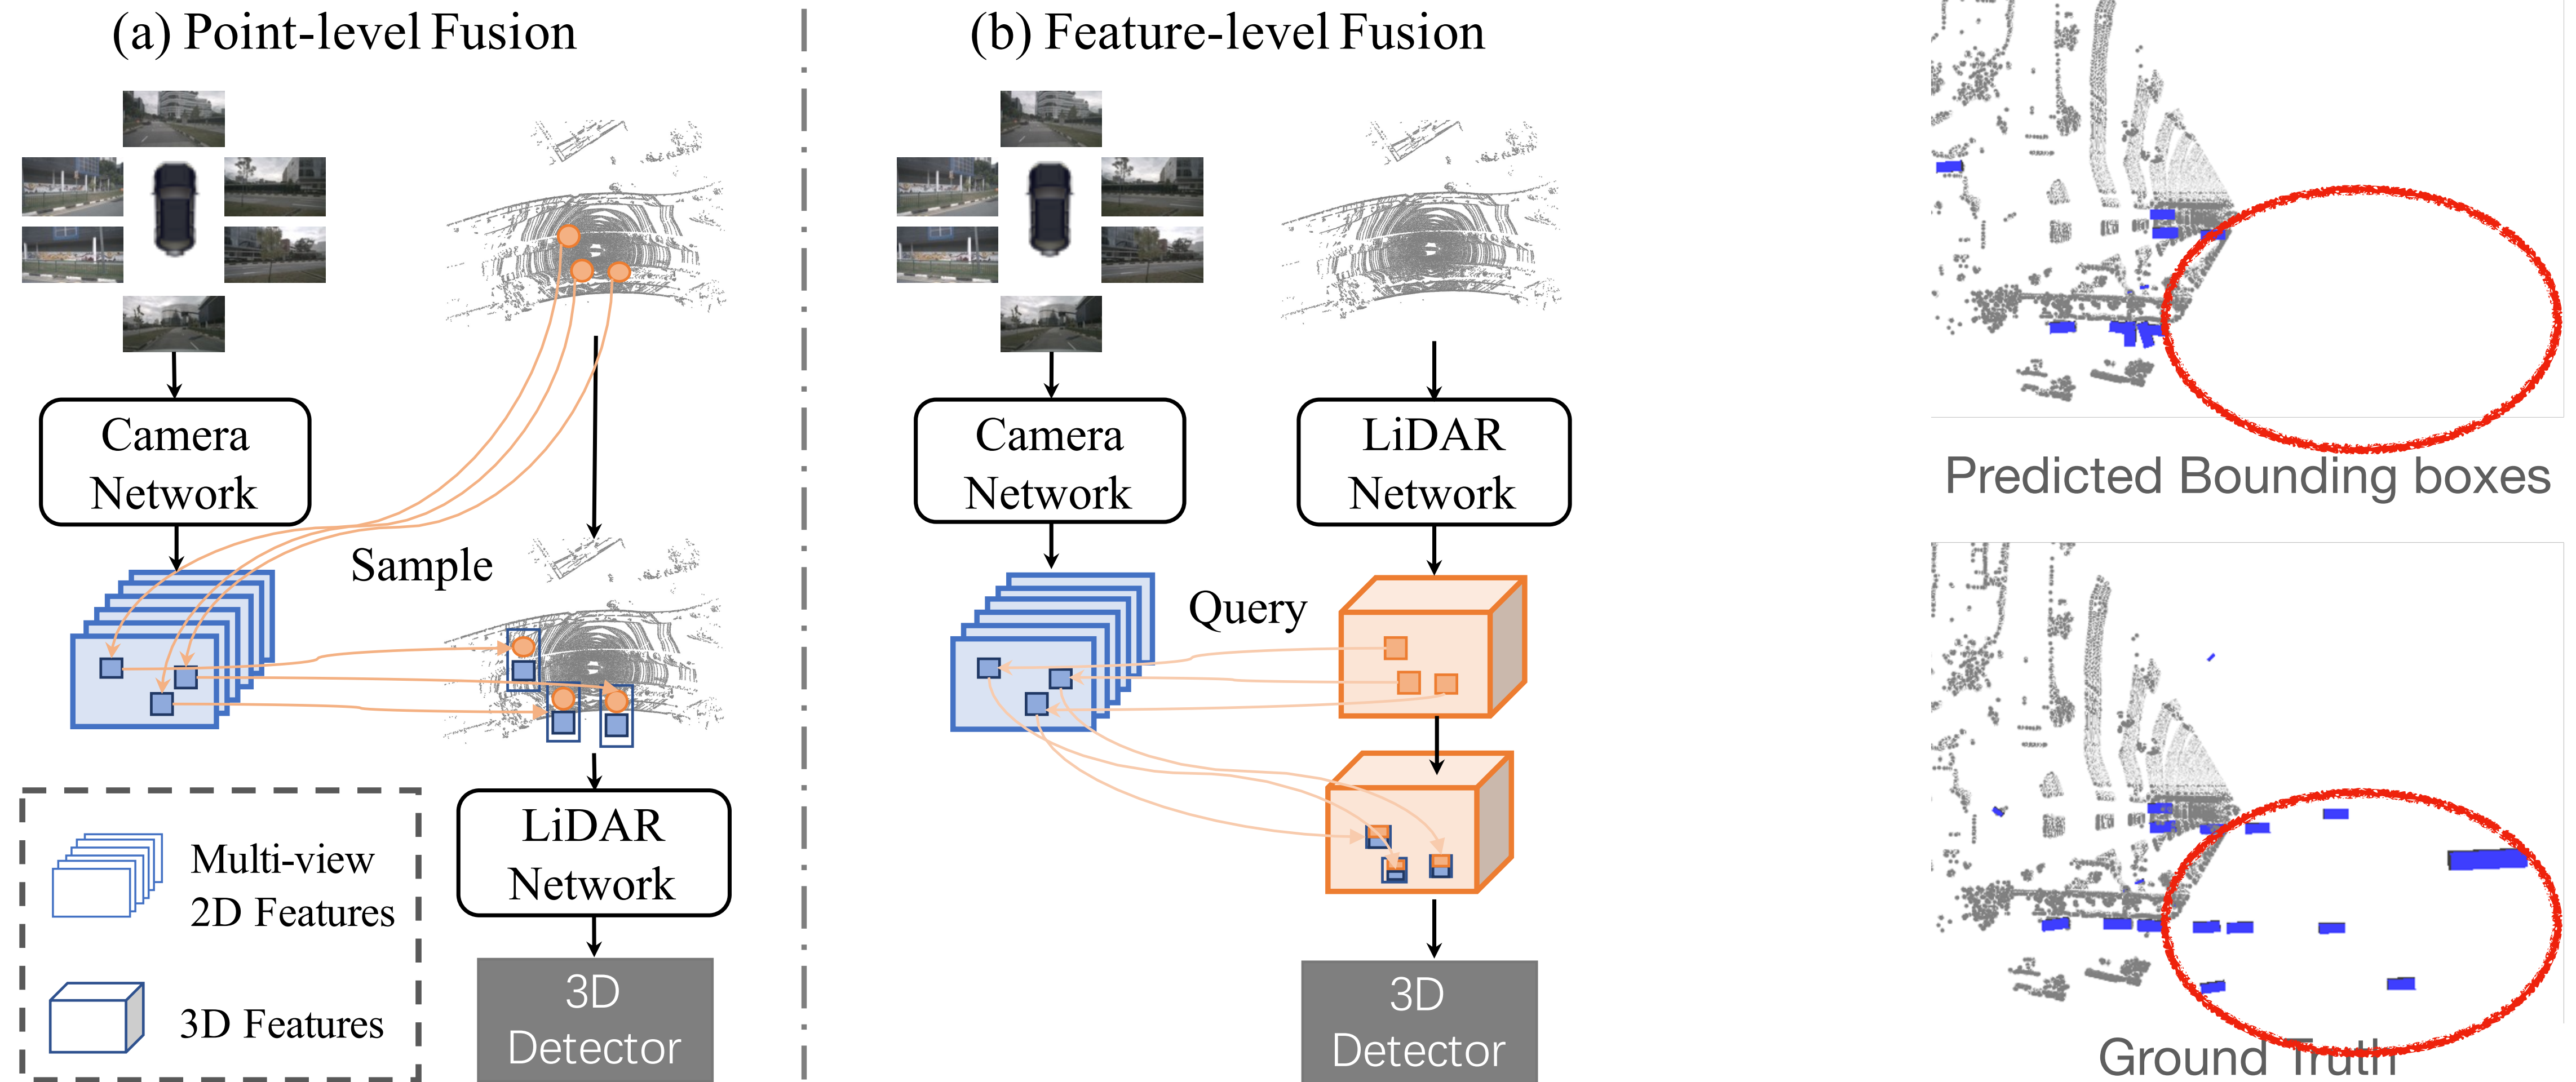 (a) Point-level Fusion
Camera
Network
Sample
LiDAR
Network
3D
Detector
Multi-view
2D Features
3D Features
(b) Feature-level Fusion
Camera
Network
LiDAR
Network
Query
3D
Detector
Predicted Bounding boxes
Ground Truth